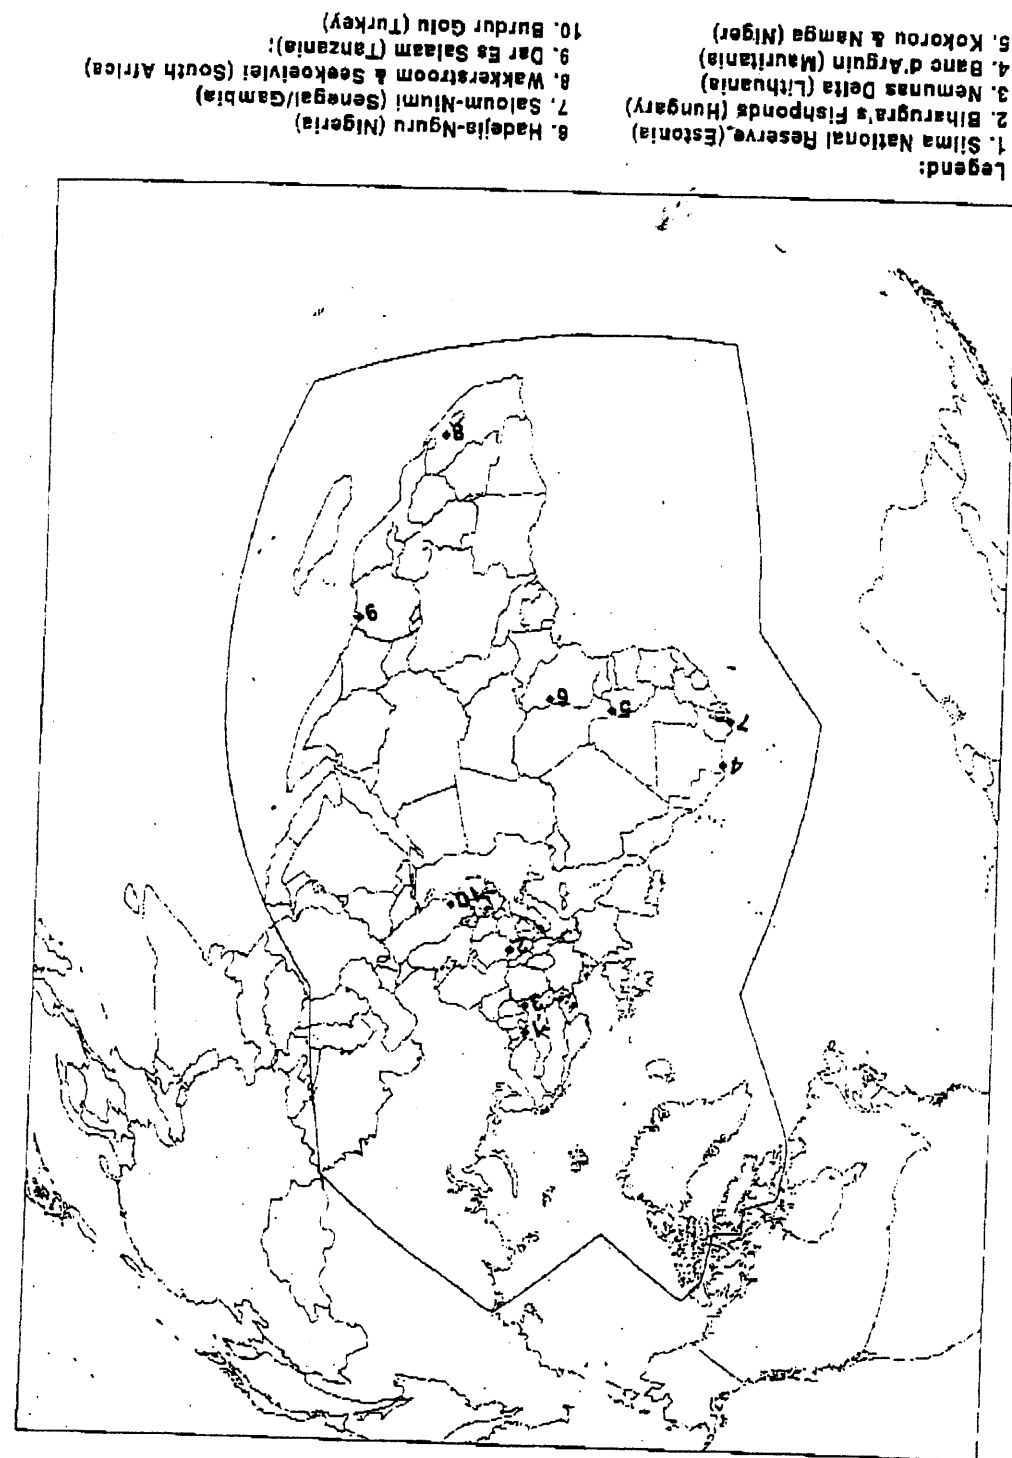 Legend:
1. Silma National Reserve,(Estonia)
2. Biharugra's Fishponds (Hungary)
3. Nemunas Delta (Lithuania)
4. Banc d'Arguin (Mauritania)
5. Kokorou & Namga (Niger)
6. Hadejia-Nguru (Nigeria)
7. Saloum-Niumi (Senegal/Gambia)
8. Wakkerstroom & Seekoeivlei (South Africa)
9. Dar Es Salaam (Tanzania);
10. Burdur Golu (Turkey)
8
9
6
5
7
4
10
2
3
1